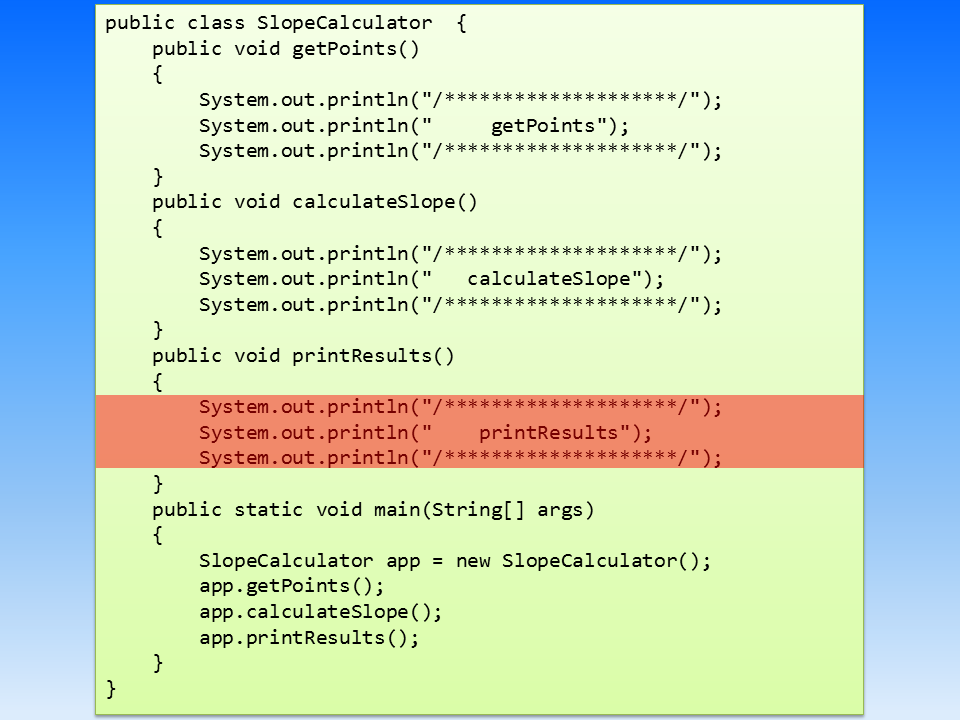 public class SlopeCalculator  {
    public void getPoints()
    {
        System.out.println("/********************/");
        System.out.println("     getPoints");
        System.out.println("/********************/");
    }
    public void calculateSlope()
    {
        System.out.println("/********************/");
        System.out.println("   calculateSlope");
        System.out.println("/********************/");
    }
    public void printResults()
    {
        System.out.println("/********************/");
        System.out.println("    printResults");
        System.out.println("/********************/");
    }
    public static void main(String[] args)
    {
        SlopeCalculator app = new SlopeCalculator();
        app.getPoints();
        app.calculateSlope();
        app.printResults();
    }
}